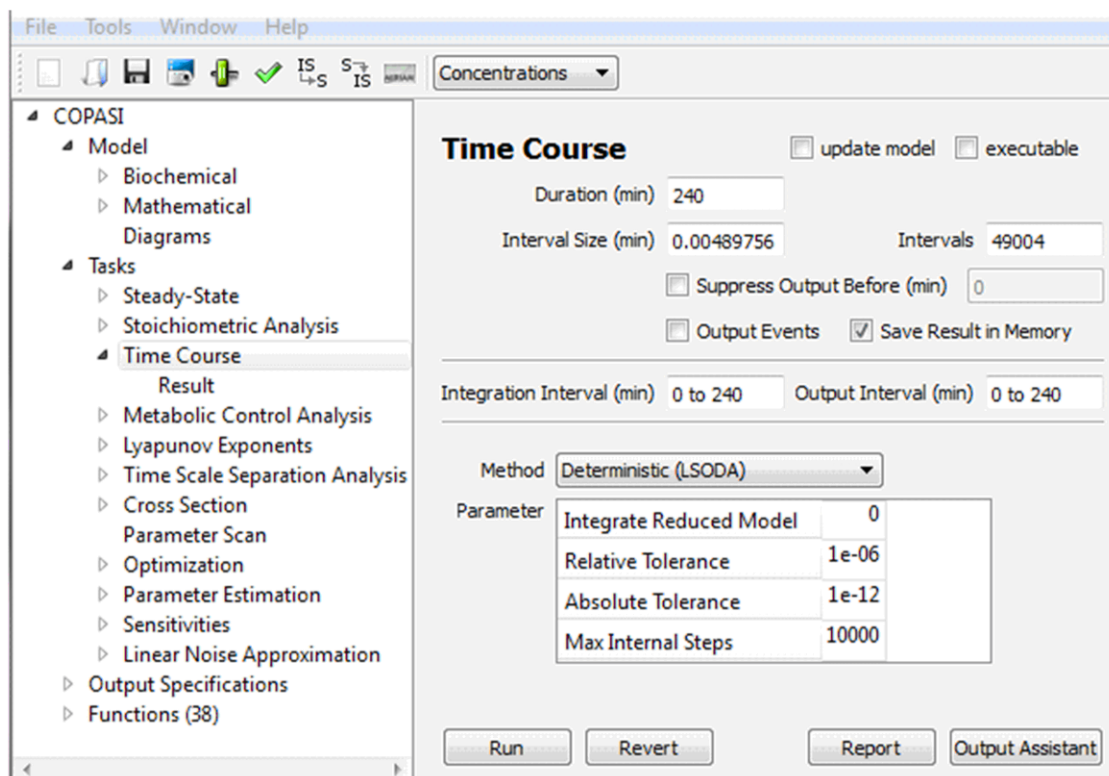 File Tools Window Help
IS S S IS Concentrations
COPASI
Model
Biochemical
Mathematical
Diagrams
Tasks
Steady-State
Stoichiometric Analysis
Time Course
Result
Metabolic Control Analysis
Lyapunov Exponents
Time Scale Separation Analysis
Cross Section
Parameter Scan
Optimization
Parameter Estimation
Sensitivities
Linear Noise Approximation
Output Specifications
Functions (38)
Time Course update model executable
Duration (min) 240
Interval Size (min) 0.00489756 Intervals 49004
Suppress Output Before (min) 0
Output Events Save Result in Memory
Integration Interval (min) 0 to 240 Output Interval (min) 0 to 240
Method Deterministic (LSODA)
Parameter
Integrate Reduced Model 0
Relative Tolerance 1e-06
Absolute Tolerance 1e-12
Max Internal Steps 10000
Run Revert Report Output Assistant